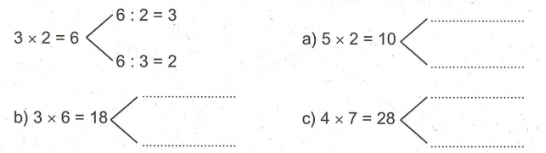 6 : 2 = 3
3 × 2 = 6
6 : 3 = 2
a) 5 × 2 = 10
b) 3 × 6 = 18
c) 4 × 7 = 28